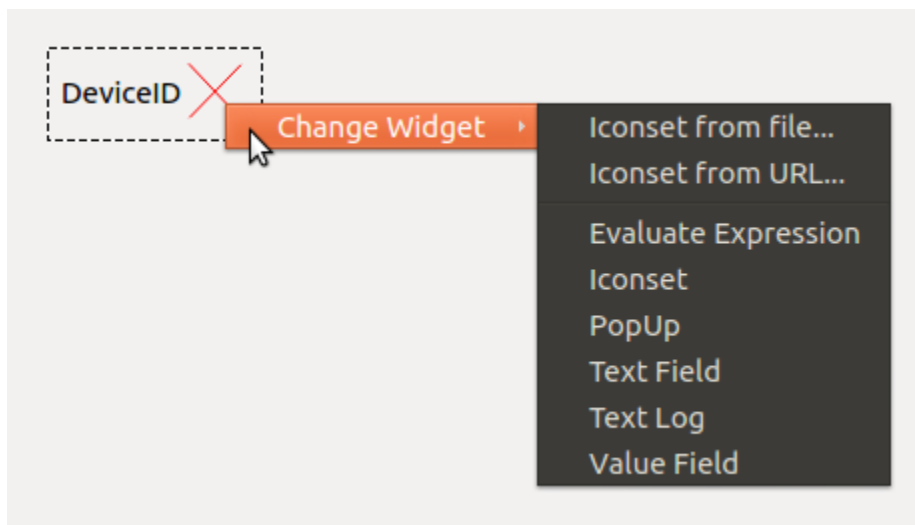 DeviceID
Change Widget
Iconset from file...
Iconset from URL...
Evaluate Expression
Iconset
PopUp
Text Field
Text Log
Value Field